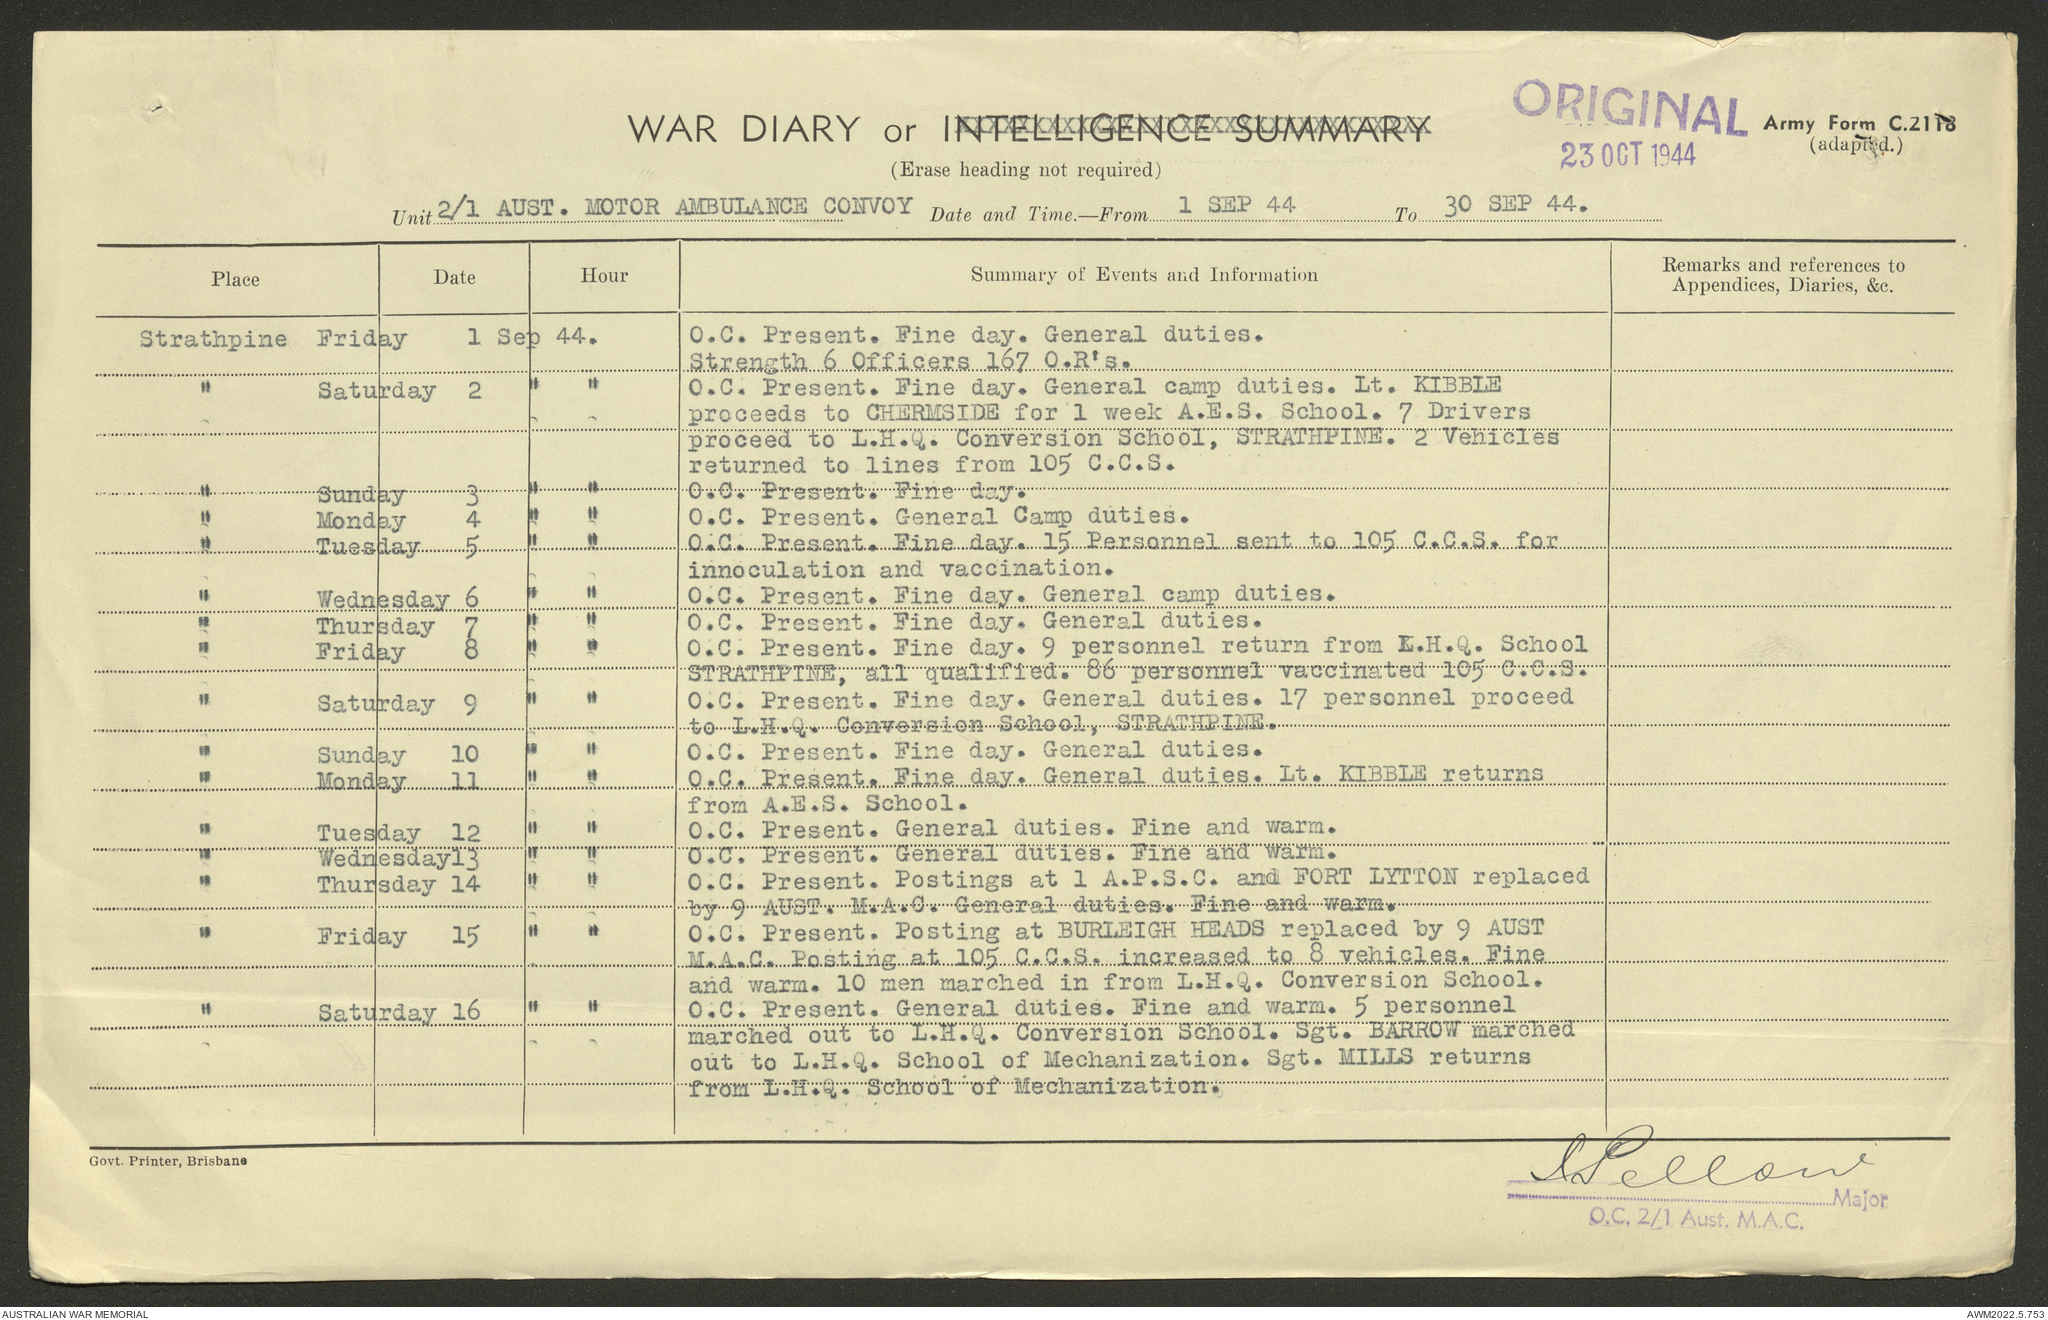 ORIGINAL
23 OCT 1944
WAR DIARY or INTELLIGENCE SUMMARY
Army Form C.2118
(adapted.)
(Erase heading not required)
Unit 2/1 AUST. MOTOR AMBULANCE CONVOY Date and Time.—From 1 SEP 44 To 30 SEP 44.
Place Date Hour Summary of Events and Information Remarks and references to
Appendices, Diaries, &c.
Strathpine Friday 1 Sep 44. O.C. Present. Fine day. General duties.
Strength 6 Officers 167 O.R's.
" Saturday 2 " " O.C. Present. Fine day. General camp duties. Lt. KIBBLE
proceeds to CHERMSIDE for 1 week A.E.S. School. 7 Drivers
proceed to L.H.Q. Conversion School, STRATHPINE. 2 Vehicles
returned to lines from 105 C.C.S.
" Sunday 3 " " O.C. Present. Fine day.
" Monday 4 " " O.C. Present. General Camp duties.
" Tuesday 5 " " O.C. Present. Fine day. 15 Personnel sent to 105 C.C.S. for
innoculation and vaccination.
" Wednesday 6 " " O.C. Present. Fine day. General camp duties.
" Thursday 7 " " O.C. Present. Fine day. General duties.
" Friday 8 " " O.C. Present. Fine day. 9 personnel return from L.H.Q. School
STRATHPINE, all qualified. 86 personnel vaccinated 105 C.C.S.
" Saturday 9 " " O.C. Present. Fine day. General duties. 17 personnel proceed
to L.H.Q. Conversion School, STRATHPINE.
" Sunday 10 " " O.C. Present. Fine day. General duties.
" Monday 11 " " O.C. Present. Fine day. General duties. Lt. KIBBLE returns
from A.E.S. School.
" Tuesday 12 " " O.C. Present. General duties. Fine and warm.
" Wednesday13 " " O.C. Present. General duties. Fine and warm.
" Thursday 14 " " O.C. Present. Postings at 1 A.P.S.C. and FORT LYTTON replaced
by 9 AUST. M.A.C. General duties. Fine and warm.
" Friday 15 " " O.C. Present. Posting at BURLEIGH HEADS replaced by 9 AUST
M.A.C. Posting at 105 C.C.S. increased to 8 vehicles. Fine
and warm. 10 men marched in from L.H.Q. Conversion School.
" Saturday 16 " " O.C. Present. General duties. Fine and warm. 5 personnel
marched out to L.H.Q. Conversion School. Sgt. BARROW marched
out to L.H.Q. School of Mechanization. Sgt. MILLS returns
from L.H.Q. School of Mechanization.
Govt. Printer, Brisbane
Pellow
Major
O.C. 2/1 Aust. M.A.C.
AUSTRALIAN WAR MEMORIAL
AWM2022.5.753